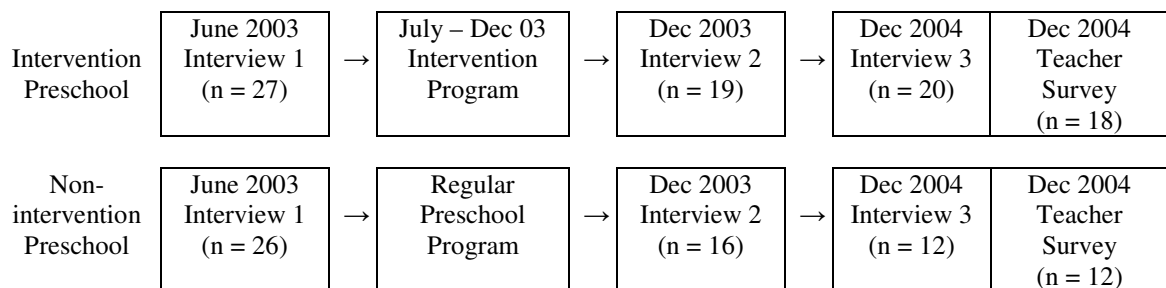 Intervention
Preschool
June 2003
Interview 1
(n = 27)
→
July – Dec 03
Intervention
Program
→
Dec 2003
Interview 2
(n = 19)
→
Dec 2004
Interview 3
(n = 20)
Dec 2004
Teacher
Survey
(n = 18)
Non-
intervention
Preschool
June 2003
Interview 1
(n = 26)
→
Regular
Preschool
Program
→
Dec 2003
Interview 2
(n = 16)
→
Dec 2004
Interview 3
(n = 12)
Dec 2004
Teacher
Survey
(n = 12)